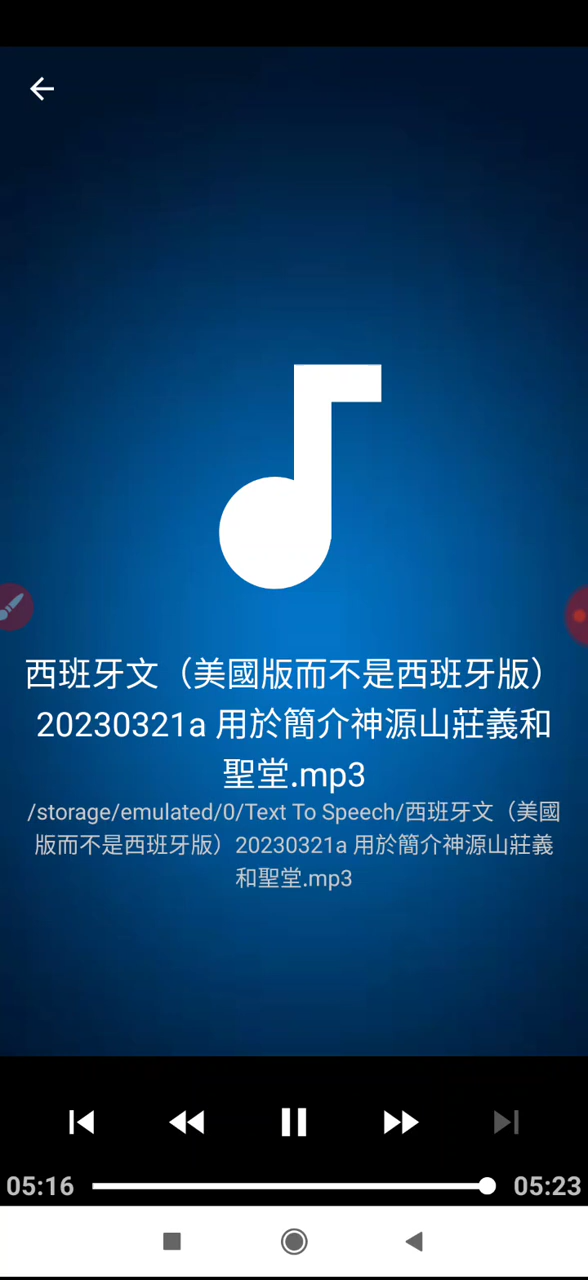 西班牙文（美國版而不是西班牙版）
20230321a 用於簡介神源山莊義和
聖堂.mp3
/storage/emulated/0/Text To Speech/西班牙文（美國
版而不是西班牙版）20230321a 用於簡介神源山莊義
和聖堂.mp3
05:16
05:23